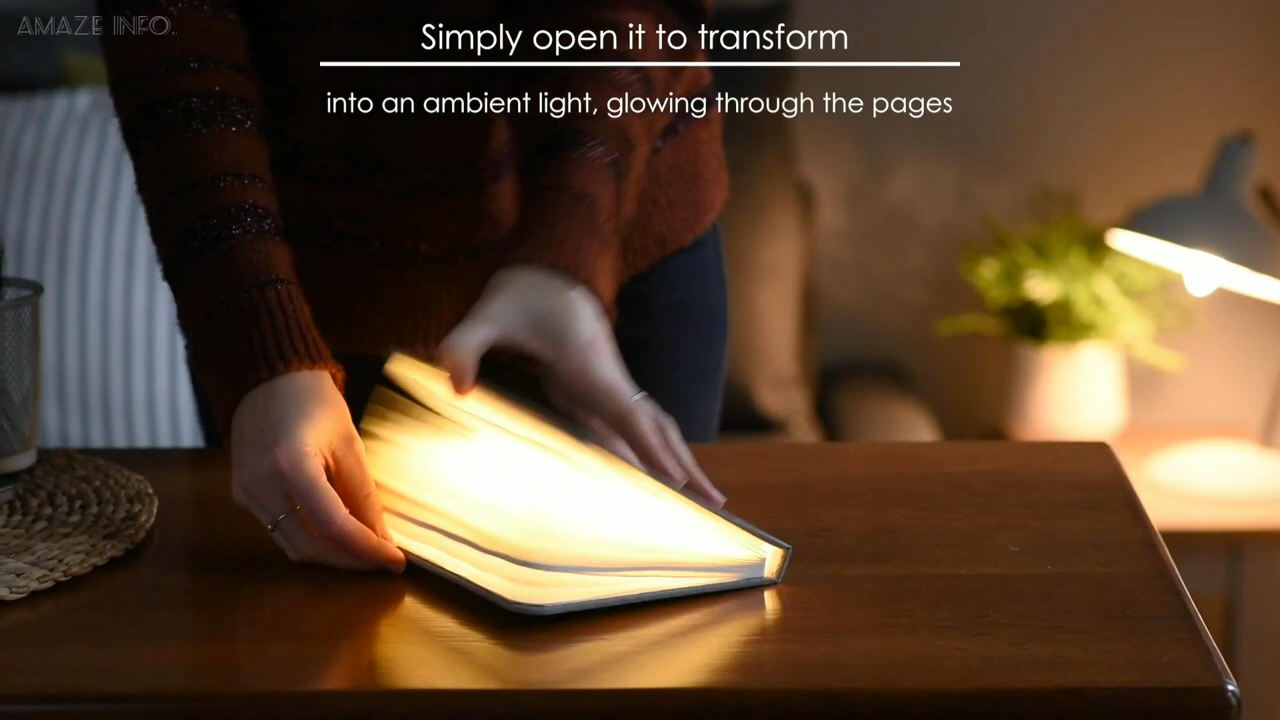 AMAZE INFO.
Simply open it to transform
into an ambient light, glowing through the pages